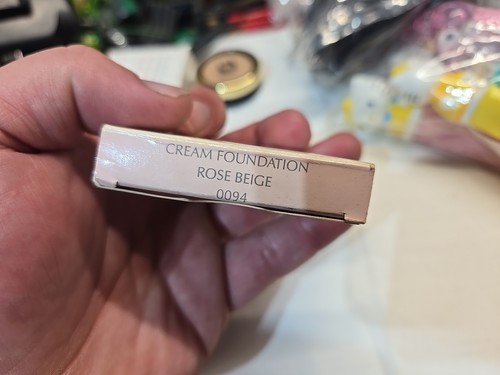 CREAM FOUNDATION
ROSE BEIGE
0094